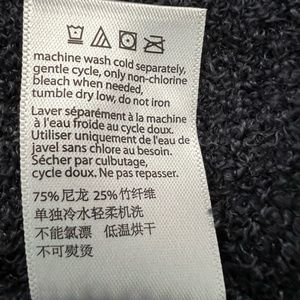 machine wash cold separately,
gentle cycle, only non-chlorine
bleach when needed,
tumble dry low, do not iron
Laver séparément à la machine
à l'eau froide au cycle doux.
Utiliser uniquement de l'eau de
javel sans chlore au besoin.
Sécher par culbutage,
cycle doux. Ne pas repasser.
75% 尼龙 25% 竹纤维
单独冷水轻柔机洗
不能氯漂 低温烘干
不可熨烫